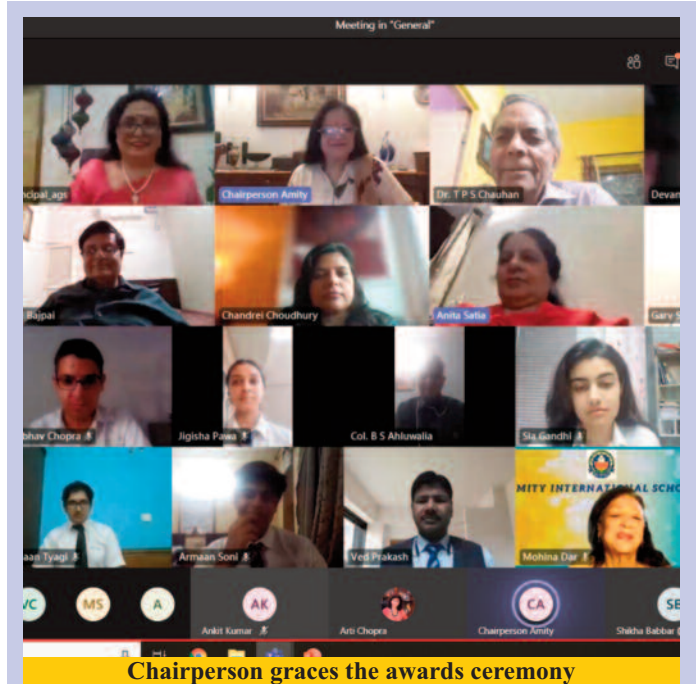 Meeting in "General"
ncipal_ags
Chairperson Amity
Dr. T P S Chauhan
Devan
Bajpai
Chandrei Choudhury
Anita Satia
Garv S
bhav Chopra
Jigisha Pawa
Col. B S Ahluwalia
Sia Gandhi
MITY INTERNATIONAL SCHO
aan Tyagi
Armaan Soni
Ved Prakash
Mohina Dar
VC
MS
A
AK
CA
SB
Ankit Kumar
Arti Chopra
Chairperson Amity
Shikha Babbar (
Chairperson graces the awards ceremony